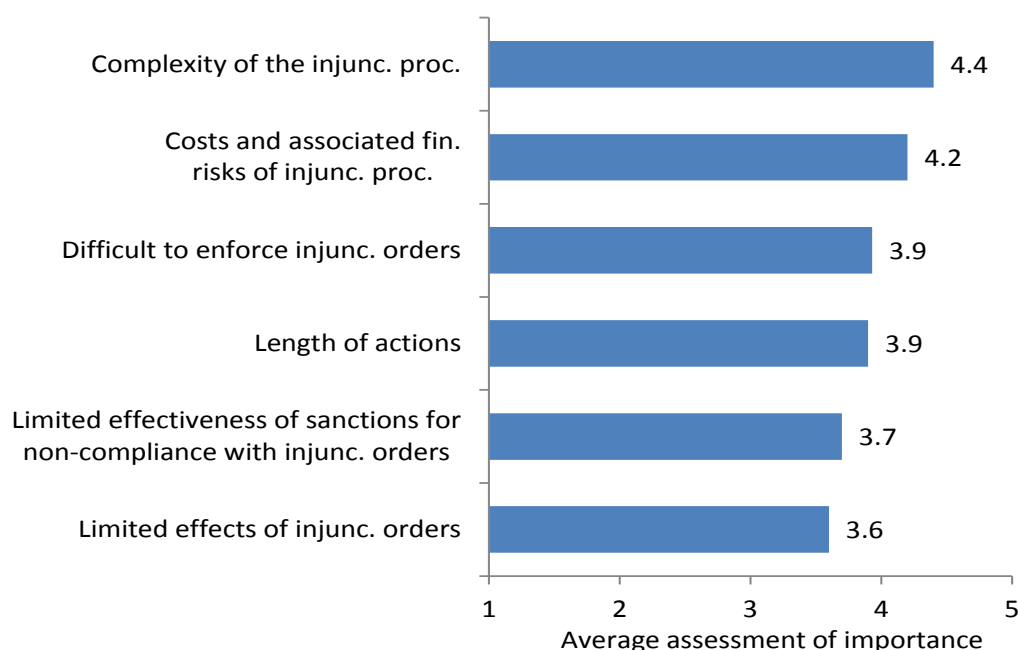 Complexity of the injunc. proc.
4.4
Costs and associated fin.
risks of injunc. proc.
4.2
Difficult to enforce injunc. orders
3.9
Length of actions
3.9
Limited effectiveness of sanctions for
non-compliance with injunc. orders
3.7
Limited effects of injunc. orders
3.6
1 2 3 4 5
Average assessment of importance